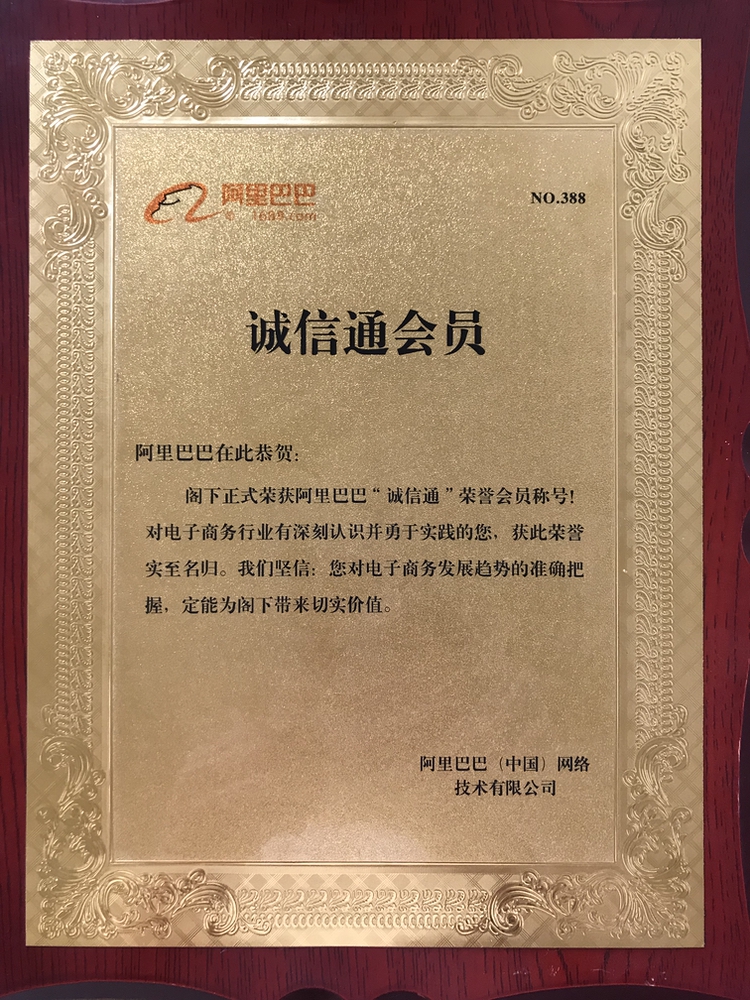 阿里巴巴
NO.388
1688.com
诚信通会员
阿里巴巴在此恭贺：
阁下正式荣获阿里巴巴“诚信通”荣誉会员称号！
对电子商务行业有深刻认识并勇于实践的您，获此荣誉
实至名归。我们坚信：您对电子商务发展趋势的准确把
握，定能为阁下带来切实价值。
阿里巴巴（中国）网络
技术有限公司